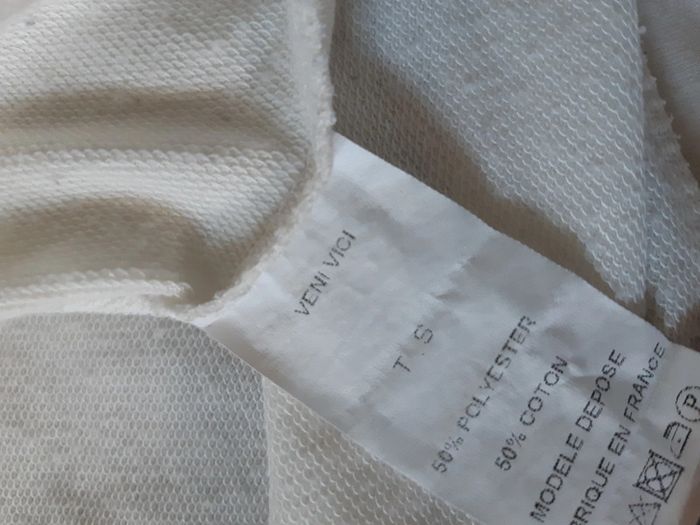 VENI VICI
T S
50% POLYESTER
50% COTON
MODELE DEPOSE
RIQUE EN FRANCE
P